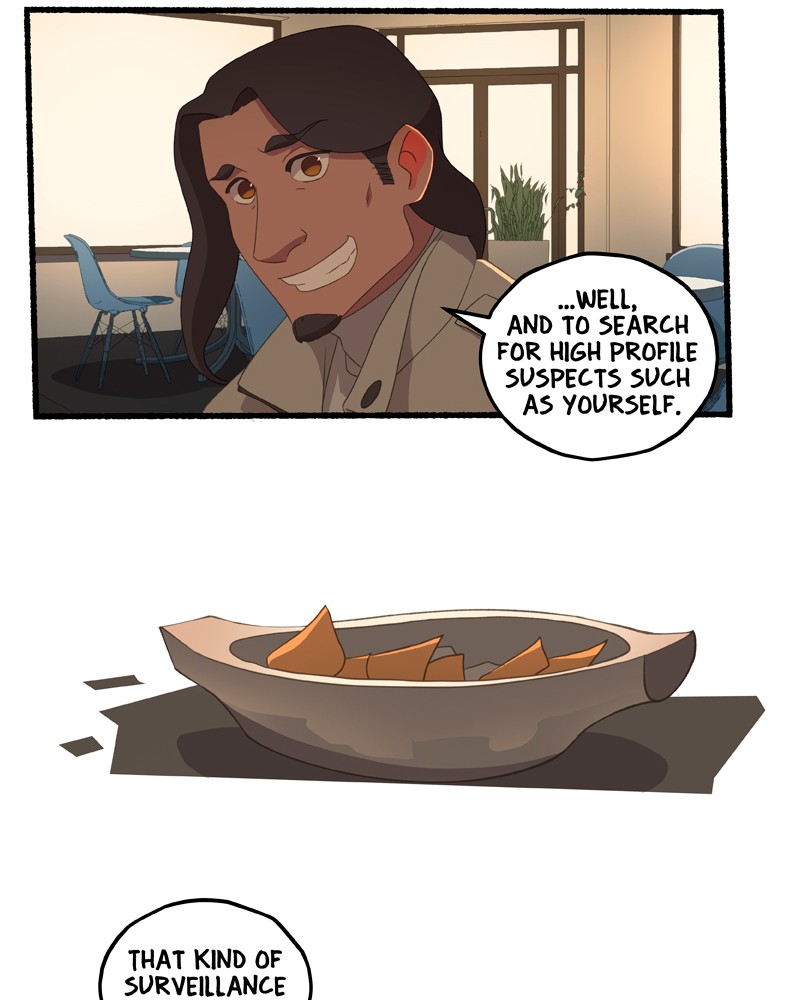 ...WELL,
AND TO SEARCH
FOR HIGH PROFILE
SUSPECTS SUCH
AS YOURSELF.
THAT KIND OF
SURVEILLANCE